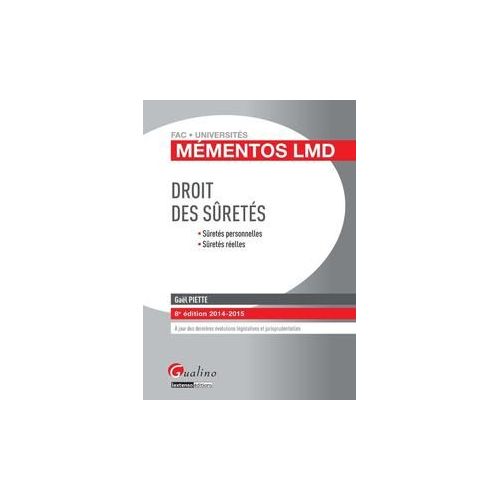 FAC • UNIVERSITÉS
MÉMENTOS LMD
DROIT
DES SÛRETÉS
• Sûretés personnelles
• Sûretés réelles
Gaël PIETTE
8e édition 2014-2015
À jour des dernières évolutions législatives et jurisprudentielles
Gualino
lextenso éditions